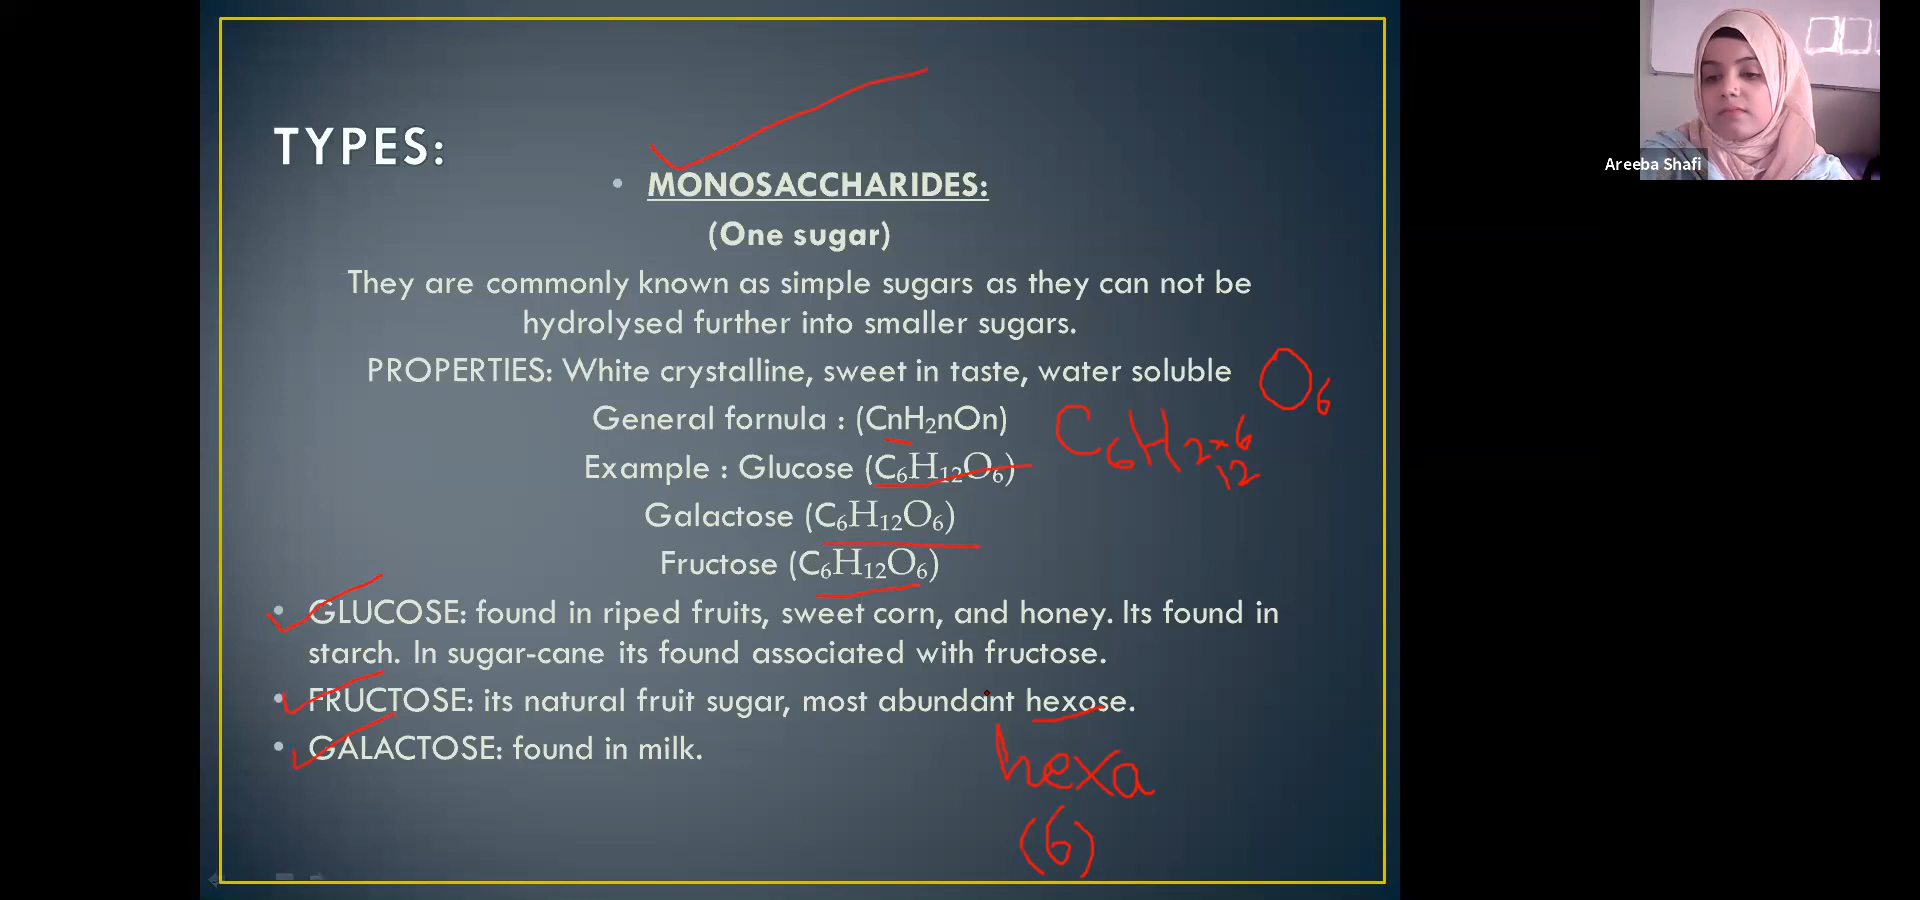 TYPES:
• MONOSACCHARIDES:
(One sugar)
They are commonly known as simple sugars as they can not be
hydrolysed further into smaller sugars.
PROPERTIES: White crystalline, sweet in taste, water soluble
General fornula : (CnH₂nOn)
Example : Glucose (C₆H₁₂O₆)
Galactose (C₆H₁₂O₆)
Fructose (C₆H₁₂O₆)
• GLUCOSE: found in riped fruits, sweet corn, and honey. Its found in
starch. In sugar-cane its found associated with fructose.
• FRUCTOSE: its natural fruit sugar, most abundant hexose.
• GALACTOSE: found in milk.
C₆H₂ₓ₆ O₆
12
hexa
(6)
Areeba Shafi